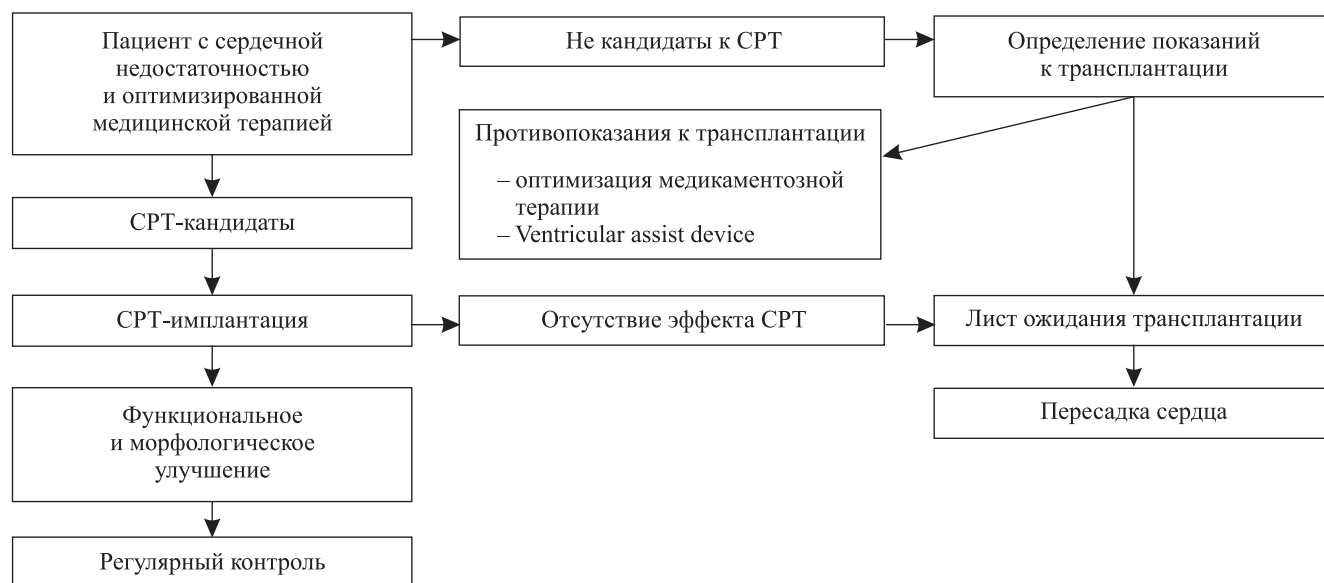 Пациент с сердечной
недостаточностью
и оптимизированной
медицинской терапией
Не кандидаты к СРТ
Определение показаний
к трансплантации
Противопоказания к трансплантации
– оптимизация медикаментозной
терапии
– Ventricular assist device
СРТ-кандидаты
СРТ-имплантация
Отсутствие эффекта СРТ
Лист ожидания трансплантации
Функциональное
и морфологическое
улучшение
Пересадка сердца
Регулярный контроль